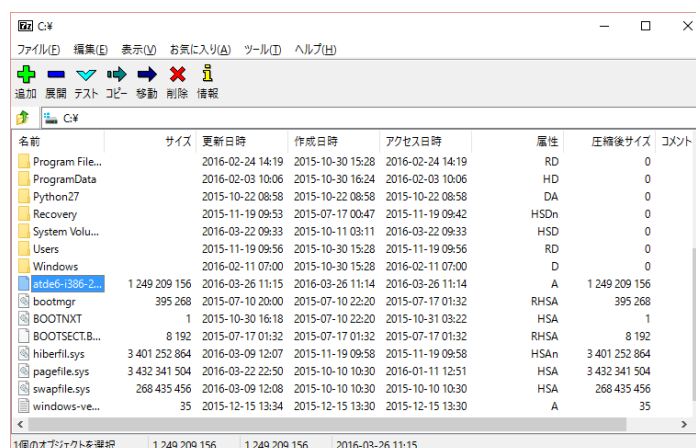 C:¥
ファイル(F) 編集(E) 表示(V) お気に入り(A) ツール(T) ヘルプ(H)
追加 展開 テスト コピー 移動 削除 情報
C:¥
名前 サイズ 更新日時 作成日時 アクセス日時 属性 圧縮後サイズ コメント
Program File... 2016-02-24 14:19 2015-10-30 15:28 2016-02-24 14:19 RD 0
ProgramData 2016-02-03 10:06 2015-10-30 16:24 2016-02-03 10:06 HD 0
Python27 2015-10-22 08:58 2015-10-22 08:58 2015-10-22 08:58 DA 0
Recovery 2015-11-19 09:53 2015-07-17 00:47 2015-11-19 09:42 HSDn 0
System Volu... 2016-03-22 09:33 2015-10-11 03:11 2016-03-22 09:33 HSD 0
Users 2015-11-19 09:56 2015-10-30 15:28 2015-11-19 09:56 RD 0
Windows 2016-02-11 07:00 2015-10-30 15:28 2016-02-11 07:00 D 0
atde6-i386-2... 1 249 209 156 2016-03-26 11:15 2016-03-26 11:14 2016-03-26 11:14 A 1 249 209 156
bootmgr 395 268 2015-07-10 20:00 2015-07-10 22:20 2015-07-17 01:32 RHSA 395 268
BOOTNXT 1 2015-10-30 16:18 2015-07-10 22:20 2015-10-31 03:22 HSA 1
BOOTSECT.B... 8 192 2015-07-17 01:32 2015-07-17 01:32 2015-07-17 01:32 RHSA 8 192
hiberfil.sys 3 401 252 864 2016-03-09 12:07 2015-11-19 09:58 2015-11-19 09:58 HSAn 3 401 252 864
pagefile.sys 3 432 341 504 2016-03-22 22:50 2015-10-10 10:30 2016-01-11 12:51 HSA 3 432 341 504
swapfile.sys 268 435 456 2016-03-09 12:08 2015-10-10 10:30 2015-10-10 10:30 HSA 268 435 456
windows-ve... 35 2015-12-15 13:34 2015-12-15 13:30 2015-12-15 13:30 A 35
1個のオブジェクトを選択 1 249 209 156 1 249 209 156 2016-03-26 11:15